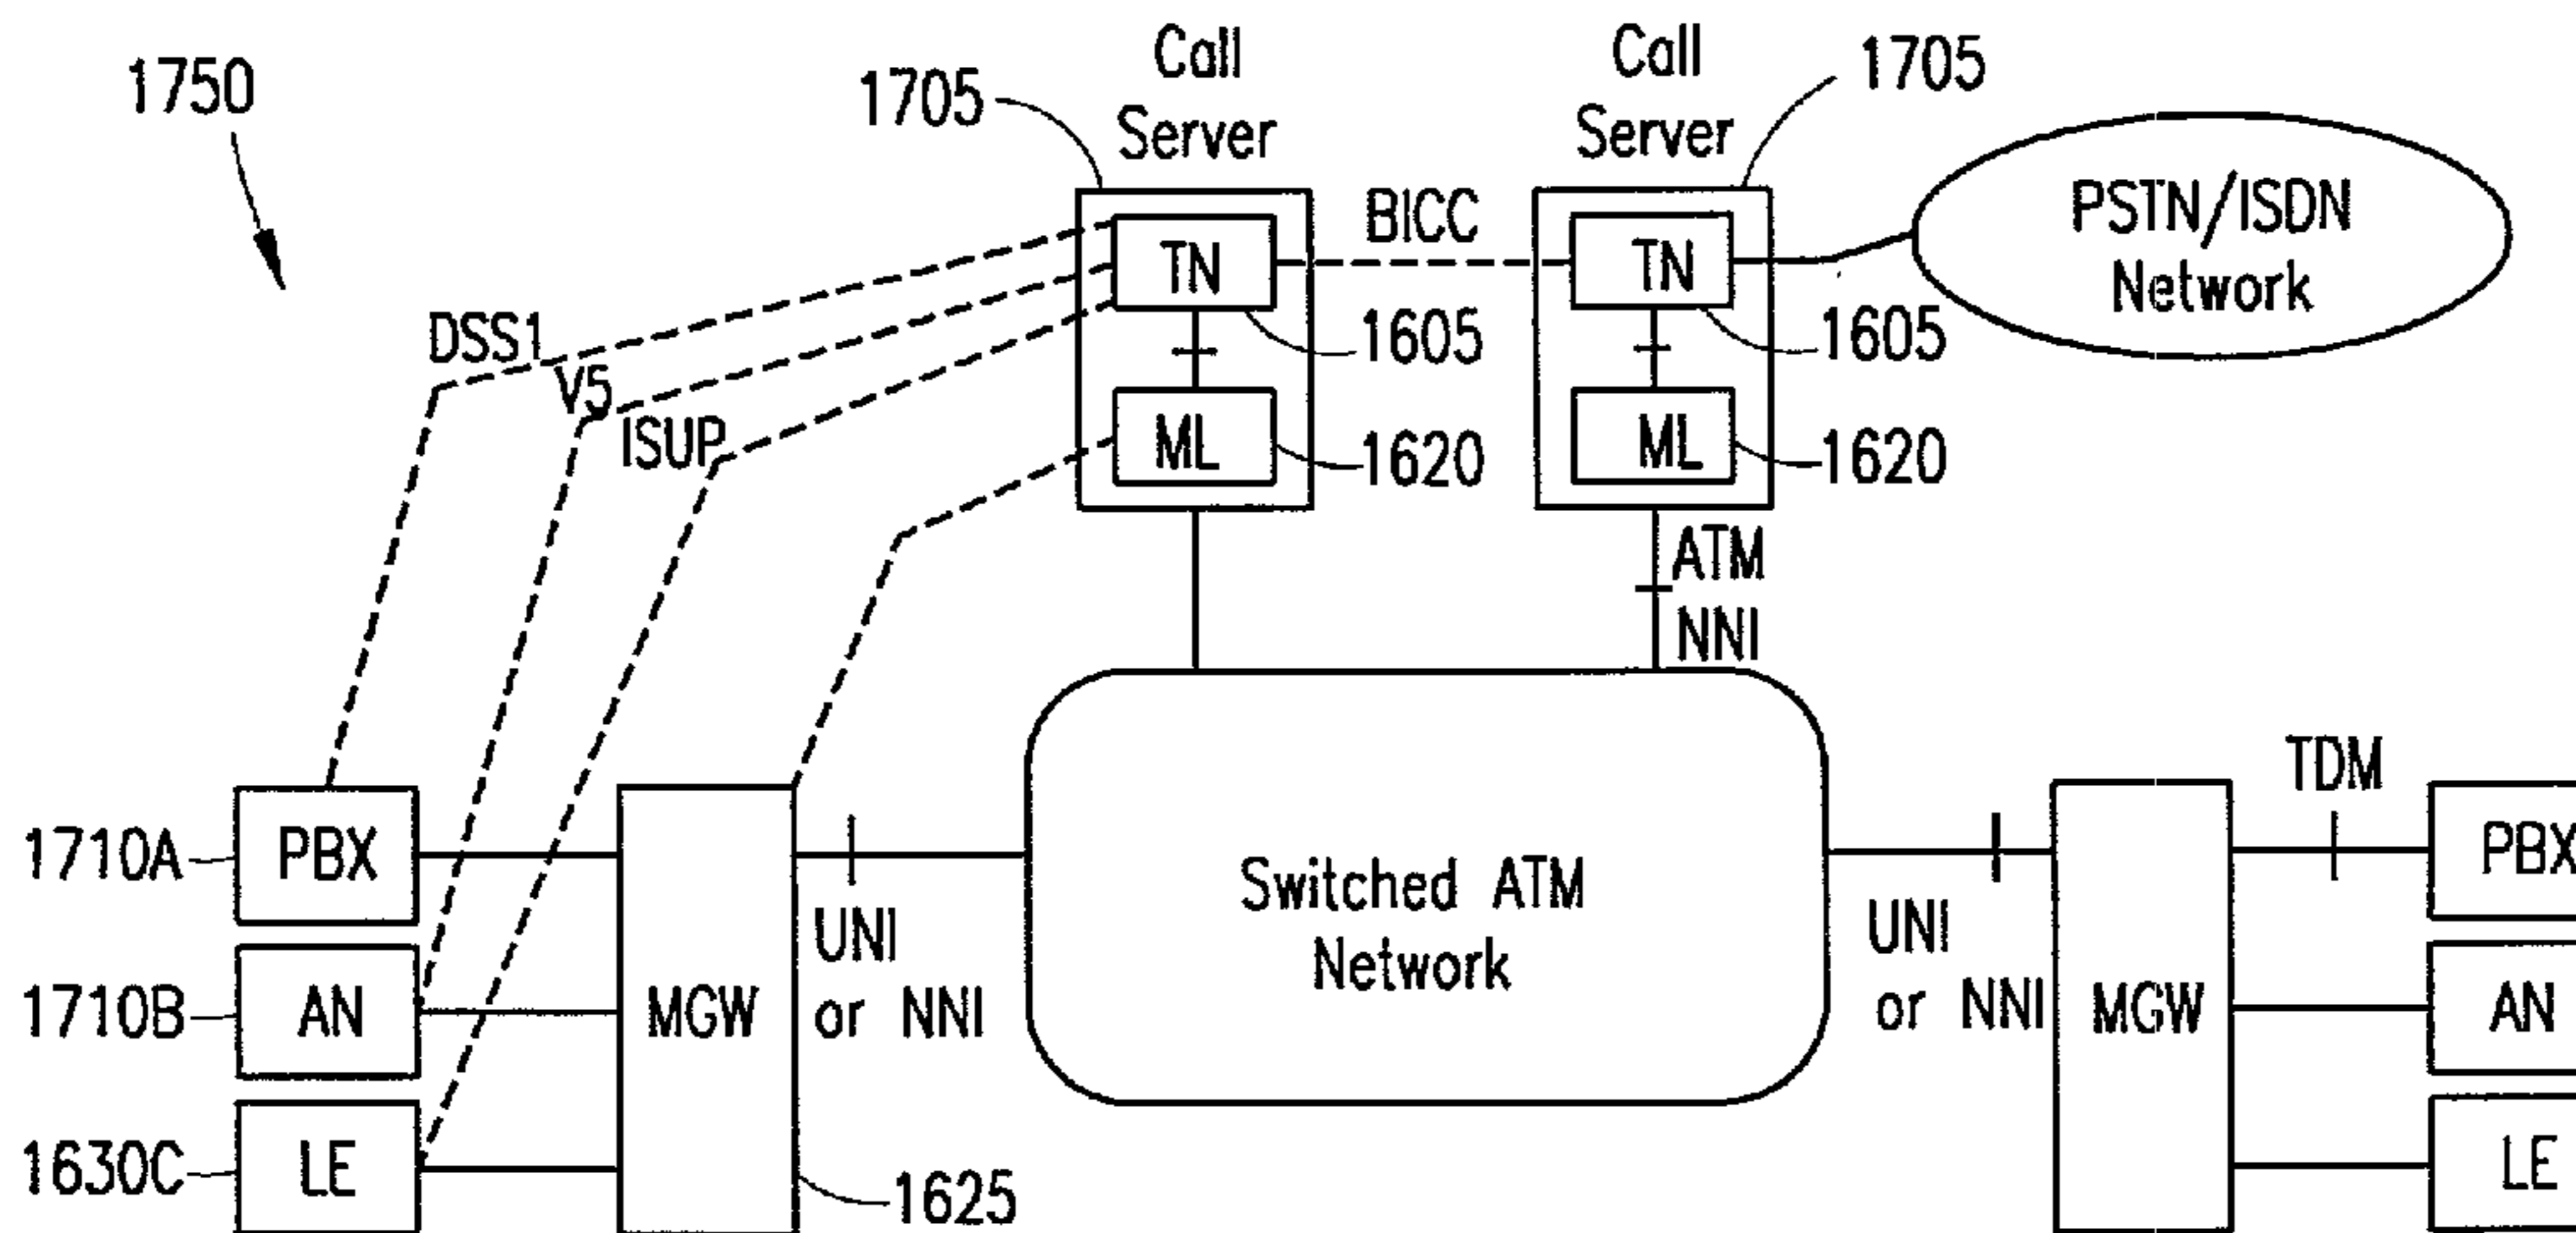 1750
1705
Call
Server
Call
Server
1705
TN
BICC
TN
PSTN/ISDN
Network
DSS1
V5
ISUP
1605
1605
ML
1620
ML
1620
ATM
NNI
TDM
1710A
PBX
UNI
or NNI
Switched ATM
Network
UNI
or NNI
PBX
1710B
AN
MGW
MGW
AN
1630C
LE
1625
LE